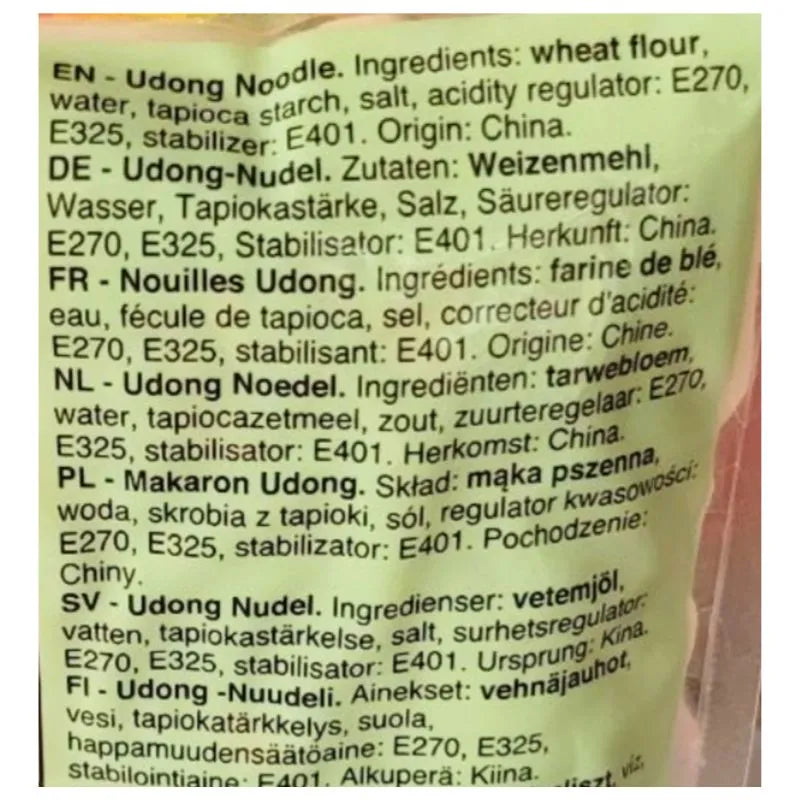 EN - Udong Noodle. Ingredients: wheat flour,
water, tapioca starch, salt, acidity regulator: E270,
E325, stabilizer: E401. Origin: China.
DE - Udong-Nudel. Zutaten: Weizenmehl,
Wasser, Tapiokastärke, Salz, Säureregulator:
E270, E325, Stabilisator: E401. Herkunft: China.
FR - Nouilles Udong. Ingrédients: farine de blé,
eau, fécule de tapioca, sel, correcteur d'acidité:
E270, E325, stabilisant: E401. Origine: Chine.
NL - Udong Noedel. Ingrediënten: tarwebloem,
water, tapiocazetmeel, zout, zuurteregelaar: E270,
E325, stabilisator: E401. Herkomst: China.
PL - Makaron Udong. Skład: mąka pszenna,
woda, skrobia z tapioki, sól, regulator kwasowości:
E270, E325, stabilizator: E401. Pochodzenie:
Chiny.
SV - Udong Nudel. Ingredienser: vetemjöl,
vatten, tapiokastärkelse, salt, surhetsregulator:
E270, E325, stabilisator: E401. Ursprung: Kina.
FI - Udong -Nuudeli. Ainekset: vehnäjauhot,
vesi, tapiokatärkkelys, suola,
happamuudensäätöaine: E270, E325,
stabilointiaine: E401. Alkuperä: Kiina.